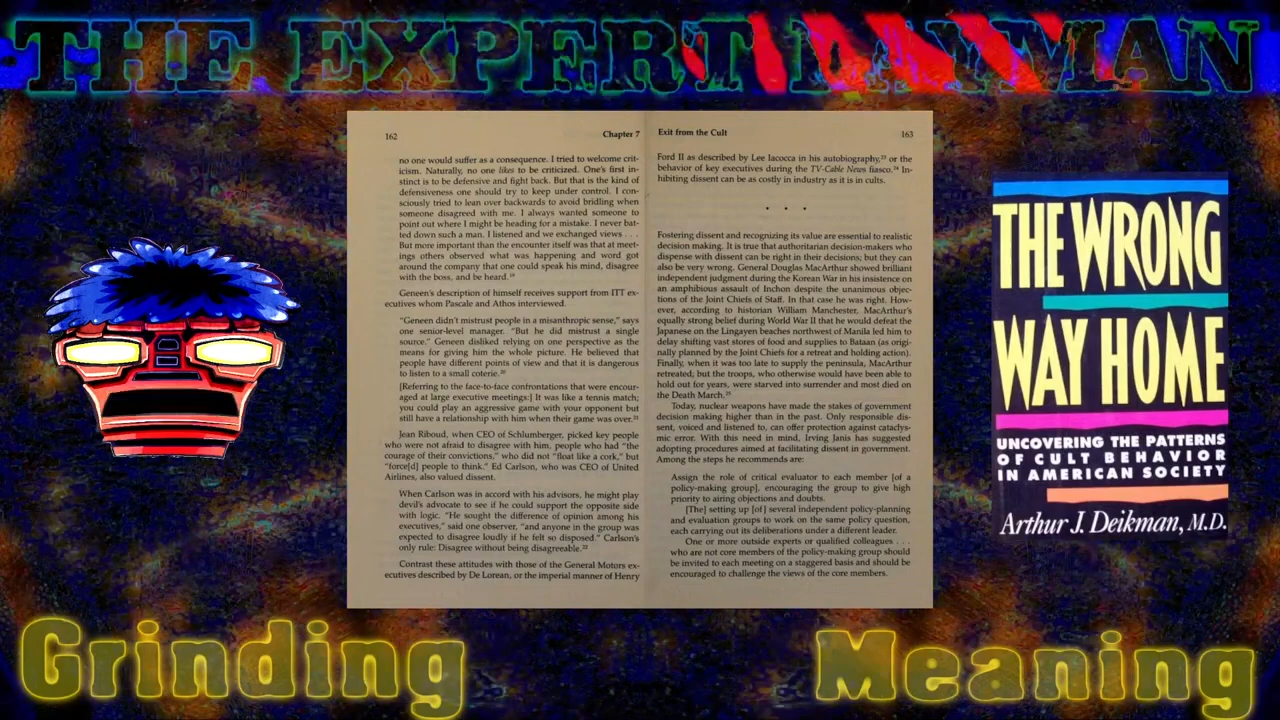 THE EXPERT LAYMAN
162
Chapter 7
no one would suffer as a consequence. I tried to welcome crit-
icism. Naturally, no one likes to be criticized. One's first in-
stinct is to be defensive and fight back. But that is the kind of
defensiveness one should try to keep under control. I con-
sciously tried to lean over backwards to avoid bridling when
someone disagreed with me. I always wanted someone to
point out where I might be heading for a mistake. I never bat-
ted down such a man. I listened and we exchanged views . . .
But more important than the encounter itself was that at meet-
ings others observed what was happening and word got
around the company that one could speak his mind, disagree
with the boss, and be heard.¹⁹
Geneen's description of himself receives support from ITT ex-
ecutives whom Pascale and Athos interviewed.
"Geneen didn't mistrust people in a misanthropic sense," says
one senior-level manager. "But he did mistrust a single
source." Geneen disliked relying on one perspective as the
means for giving him the whole picture. He believed that
people have different points of view and that it is dangerous
to listen to a small coterie.²⁰
[Referring to the face-to-face confrontations that were encour-
aged at large executive meetings:] It was like a tennis match;
you could play an aggressive game with your opponent but
still have a relationship with him when their game was over.²¹
Jean Riboud, when CEO of Schlumberger, picked key people
who were not afraid to disagree with him, people who had "the
courage of their convictions," who did not "float like a cork," but
"force[d] people to think." Ed Carlson, who was CEO of United
Airlines, also valued dissent.
When Carlson was in accord with his advisors, he might play
devil's advocate to see if he could support the opposite side
with logic. "He sought the difference of opinion among his
executives," said one observer, "and anyone in the group was
expected to disagree loudly if he felt so disposed." Carlson's
only rule: Disagree without being disagreeable.²²
Contrast these attitudes with those of the General Motors ex-
ecutives described by De Lorean, or the imperial manner of Henry
Exit from the Cult
163
Ford II as described by Lee Iacocca in his autobiography,²³ or the
behavior of key executives during the TV-Cable News fiasco.²⁴ In-
hibiting dissent can be as costly in industry as it is in cults.
. . .
Fostering dissent and recognizing its value are essential to realistic
decision making. It is true that authoritarian decision-makers who
dispense with dissent can be right in their decisions; but they can
also be very wrong. General Douglas MacArthur showed brilliant
independent judgment during the Korean War in his insistence on
an amphibious assault of Inchon despite the unanimous objec-
tions of the Joint Chiefs of Staff. In that case he was right. How-
ever, according to historian William Manchester, MacArthur's
equally strong belief during World War II that he would defeat the
Japanese on the Lingayen beaches northwest of Manila led him to
delay shifting vast stores of food and supplies to Bataan (as origi-
nally planned by the Joint Chiefs for a retreat and holding action).
Finally, when it was too late to supply the peninsula, MacArthur
retreated; but the troops, who otherwise would have been able to
hold out for years, were starved into surrender and most died on
the Death March.²⁵
Today, nuclear weapons have made the stakes of government
decision making higher than in the past. Only responsible dis-
sent, voiced and listened to, can offer protection against cataclys-
mic error. With this need in mind, Irving Janis has suggested
adopting procedures aimed at facilitating dissent in government.
Among the steps he recommends are:
Assign the role of critical evaluator to each member [of a
policy-making group], encouraging the group to give high
priority to airing objections and doubts.
[The] setting up [of] several independent policy-planning
and evaluation groups to work on the same policy question,
each carrying out its deliberations under a different leader.
One or more outside experts or qualified colleagues . . .
who are not core members of the policy-making group should
be invited to each meeting on a staggered basis and should be
encouraged to challenge the views of the core members.
THE WRONG
WAY HOME
UNCOVERING THE PATTERNS
OF CULT BEHAVIOR
IN AMERICAN SOCIETY
Arthur J. Deikman, M.D.
Grinding
Meaning